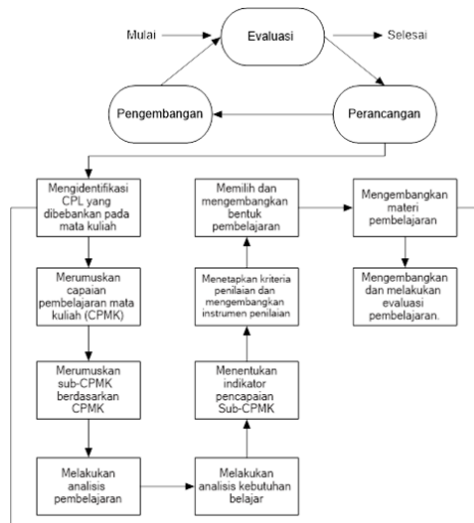 Mulai
Evaluasi
Selesai
Pengembangan
Perancangan
Mengidentifikasi
CPL yang
dibebankan pada
mata kuliah
Merumuskan
capaian
pembelajaran mata
kuliah (CPMK)
Merumuskan
sub-CPMK
berdasarkan
CPMK
Melakukan
analisis
pembelajaran
Melakukan
analisis kebutuhan
belajar
Menentukan
indikator
pencapaian
Sub-CPMK
Menetapkan kriteria
penilaian dan
mengembangkan
instrumen penilaian
Memilih dan
mengembangkan
bentuk
pembelajaran
Mengembangkan
materi
pembelajaran
Mengembangkan
dan melakukan
evaluasi
pembelajaran.